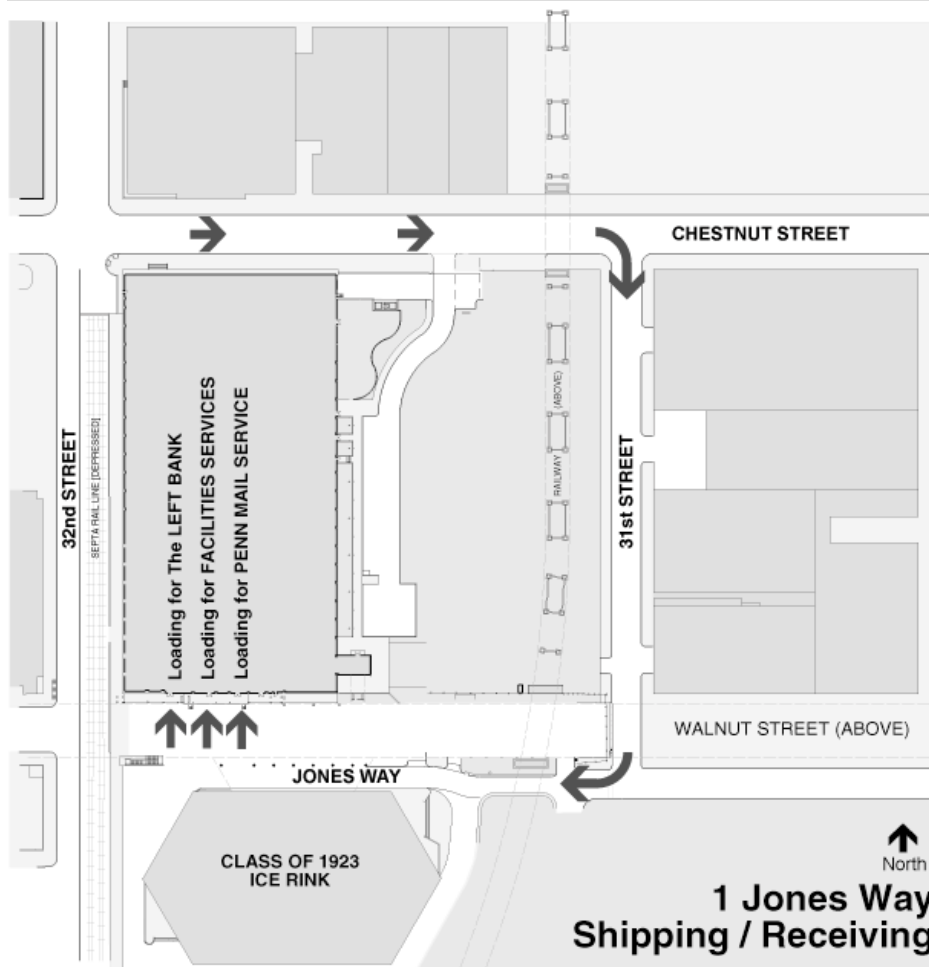 CHESTNUT STREET
32nd STREET
SEPTA RAIL LINE [DEPRESSED]
Loading for The LEFT BANK
Loading for FACILITIES SERVICES
Loading for PENN MAIL SERVICE
RAILWAY (ABOVE)
31st STREET
WALNUT STREET (ABOVE)
JONES WAY
CLASS OF 1923
ICE RINK
North
1 Jones Way
Shipping / Receiving